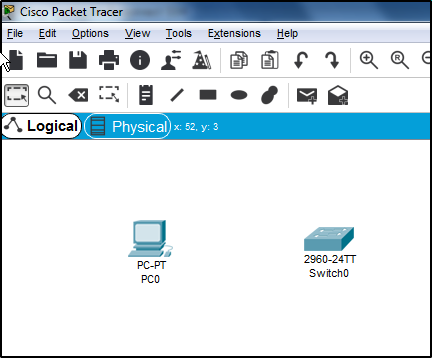 Cisco Packet Tracer
File Edit Options View Tools Extensions Help
R
Logical Physical x: 52, y: 3
PC-PT
PC0
2960-24TT
Switch0